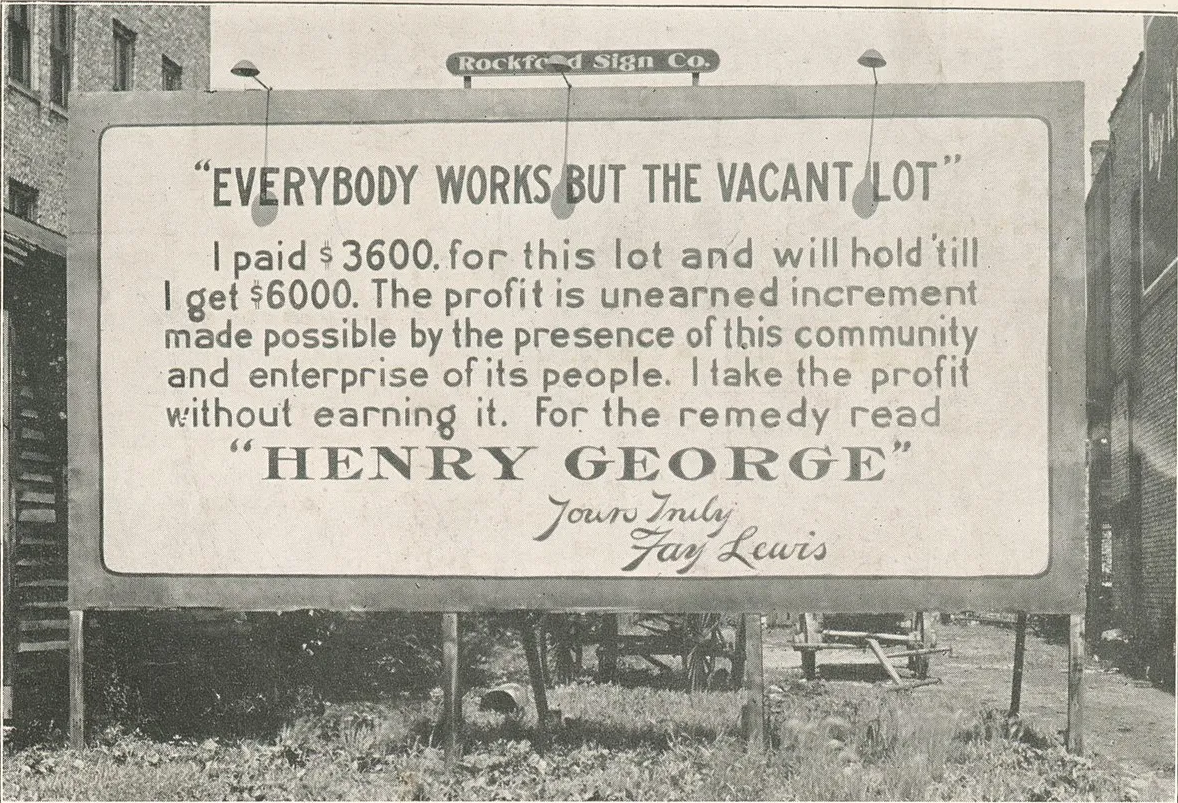 Rockford Sign Co.
"EVERYBODY WORKS BUT THE VACANT LOT"
I paid $3600. for this lot and will hold 'till
I get $6000. The profit is unearned increment
made possible by the presence of this community
and enterprise of its people. I take the profit
without earning it. For the remedy read
"HENRY GEORGE"
Yours Truly
Fay Lewis